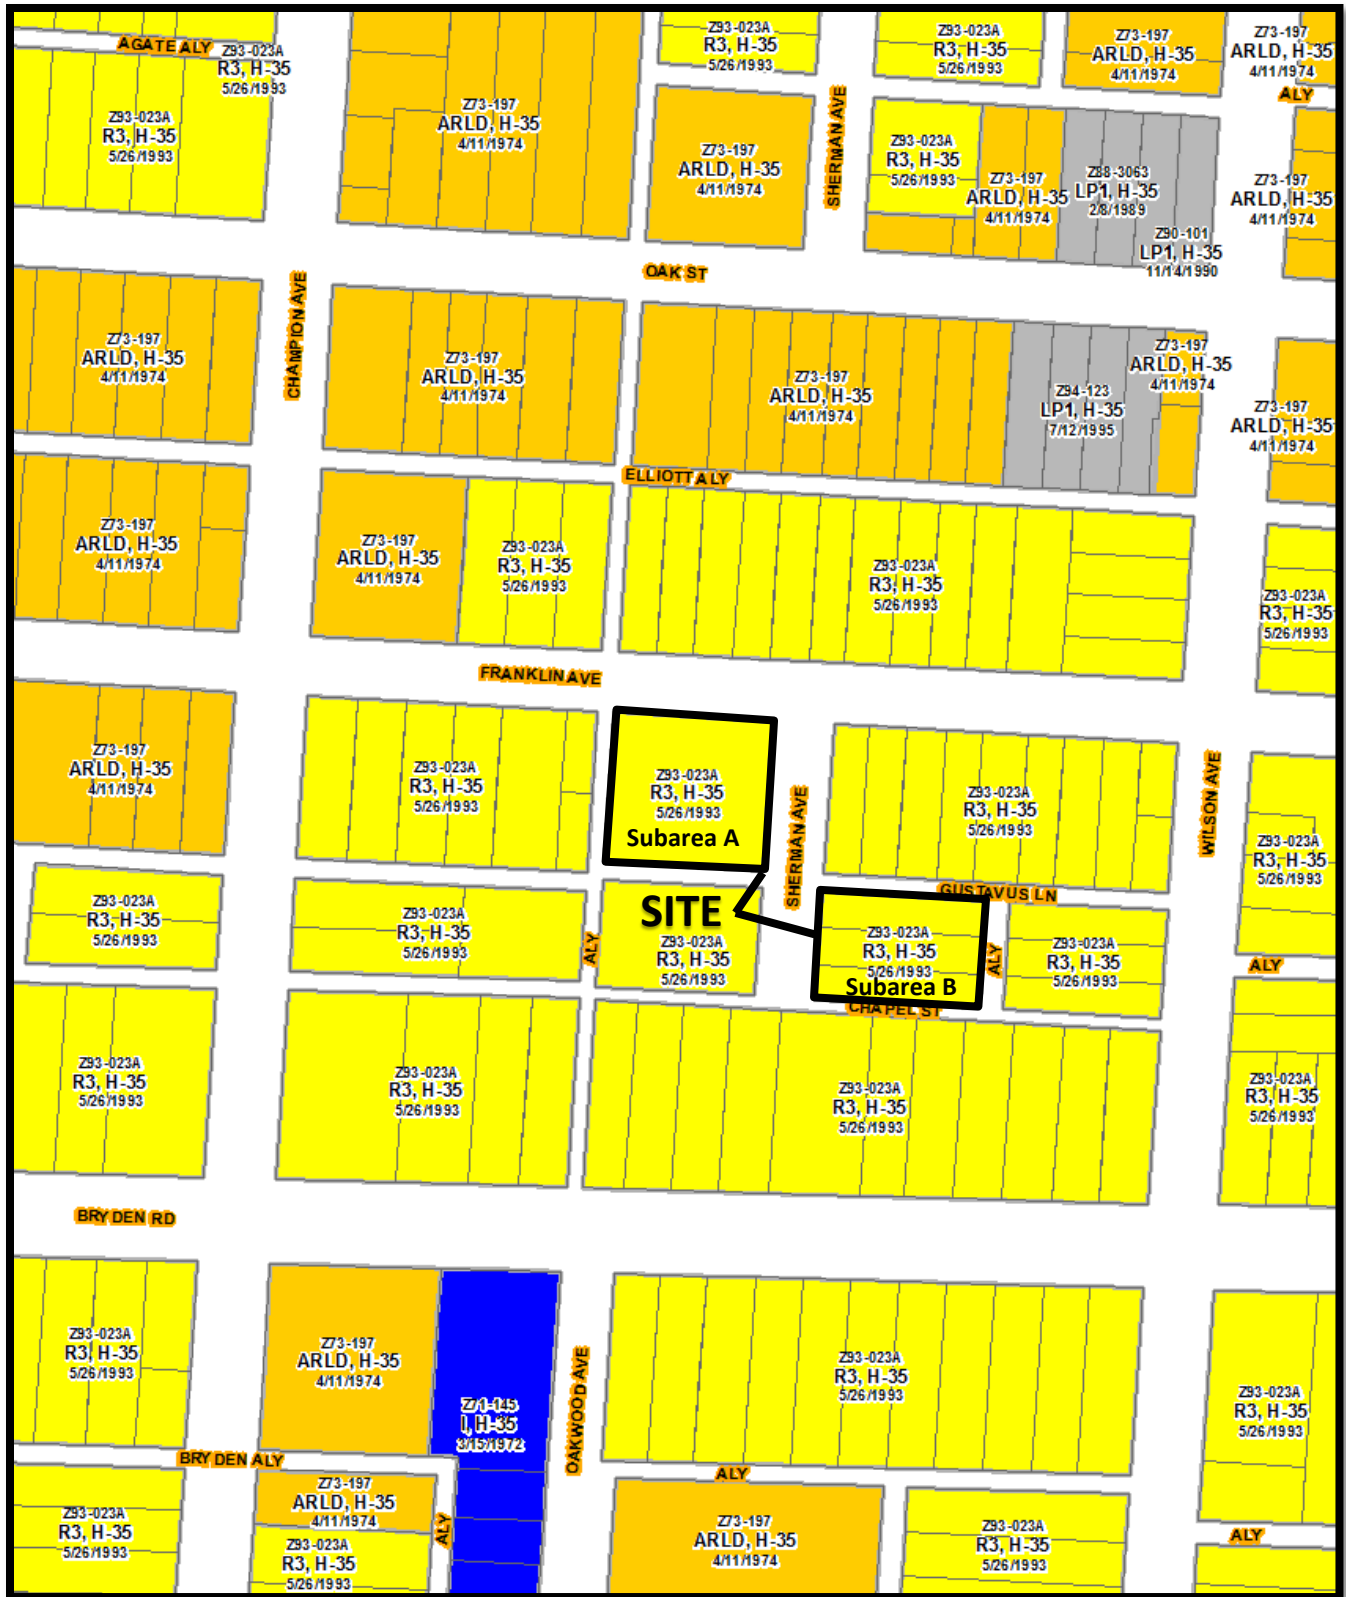 AGATE ALY
Z93-023A
R3, H-35
5/26/1993
Z93-023A
R3, H-35
5/26/1993
Z73-197
ARLD, H-35
4/11/1974
Z93-023A
R3, H-35
5/26/1993
Z93-023A
R3, H-35
5/26/1993
Z73-197
ARLD, H-35
4/11/1974
Z73-197
ARLD, H-35
4/11/1974
ALY
Z73-197
ARLD, H-35
4/11/1974
SHERMAN AVE
Z93-023A
R3, H-35
5/26/1993
Z73-197
ARLD, H-35
4/11/1974
Z88-3063
LP1, H-35
2/8/1989
Z90-101
LP1, H-35
11/14/1990
Z73-197
ARLD, H-35
4/11/1974
OAK ST
CHAMPION AVE
Z73-197
ARLD, H-35
4/11/1974
Z73-197
ARLD, H-35
4/11/1974
Z73-197
ARLD, H-35
4/11/1974
Z94-123
LP1, H-35
7/12/1995
Z73-197
ARLD, H-35
4/11/1974
Z73-197
ARLD, H-35
4/11/1974
ELLIOTT ALY
Z73-197
ARLD, H-35
4/11/1974
Z73-197
ARLD, H-35
4/11/1974
Z93-023A
R3, H-35
5/26/1993
Z93-023A
R3, H-35
5/26/1993
Z93-023A
R3, H-35
5/26/1993
FRANKLIN AVE
Z73-197
ARLD, H-35
4/11/1974
Z93-023A
R3, H-35
5/26/1993
Z93-023A
R3, H-35
5/26/1993
Subarea A
SHERMAN AVE
Z93-023A
R3, H-35
5/26/1993
WILSON AVE
Z93-023A
R3, H-35
5/26/1993
GUSTAVUS LN
Z93-023A
R3, H-35
5/26/1993
Z93-023A
R3, H-35
5/26/1993
ALY
SITE
Z93-023A
R3, H-35
5/26/1993
Z93-023A
R3, H-35
5/26/1993
Subarea B
ALY
Z93-023A
R3, H-35
5/26/1993
ALY
CHAPEL ST
Z93-023A
R3, H-35
5/26/1993
Z93-023A
R3, H-35
5/26/1993
Z93-023A
R3, H-35
5/26/1993
Z93-023A
R3, H-35
5/26/1993
BRYDEN RD
Z93-023A
R3, H-35
5/26/1993
Z73-197
ARLD, H-35
4/11/1974
Z71-145
I, H-35
3/15/1972
OAKWOOD AVE
Z93-023A
R3, H-35
5/26/1993
Z93-023A
R3, H-35
5/26/1993
BRYDEN ALY
ALY
Z93-023A
R3, H-35
5/26/1993
Z73-197
ARLD, H-35
4/11/1974
Z93-023A
R3, H-35
5/26/1993
ALY
Z73-197
ARLD, H-35
4/11/1974
Z93-023A
R3, H-35
5/26/1993
ALY